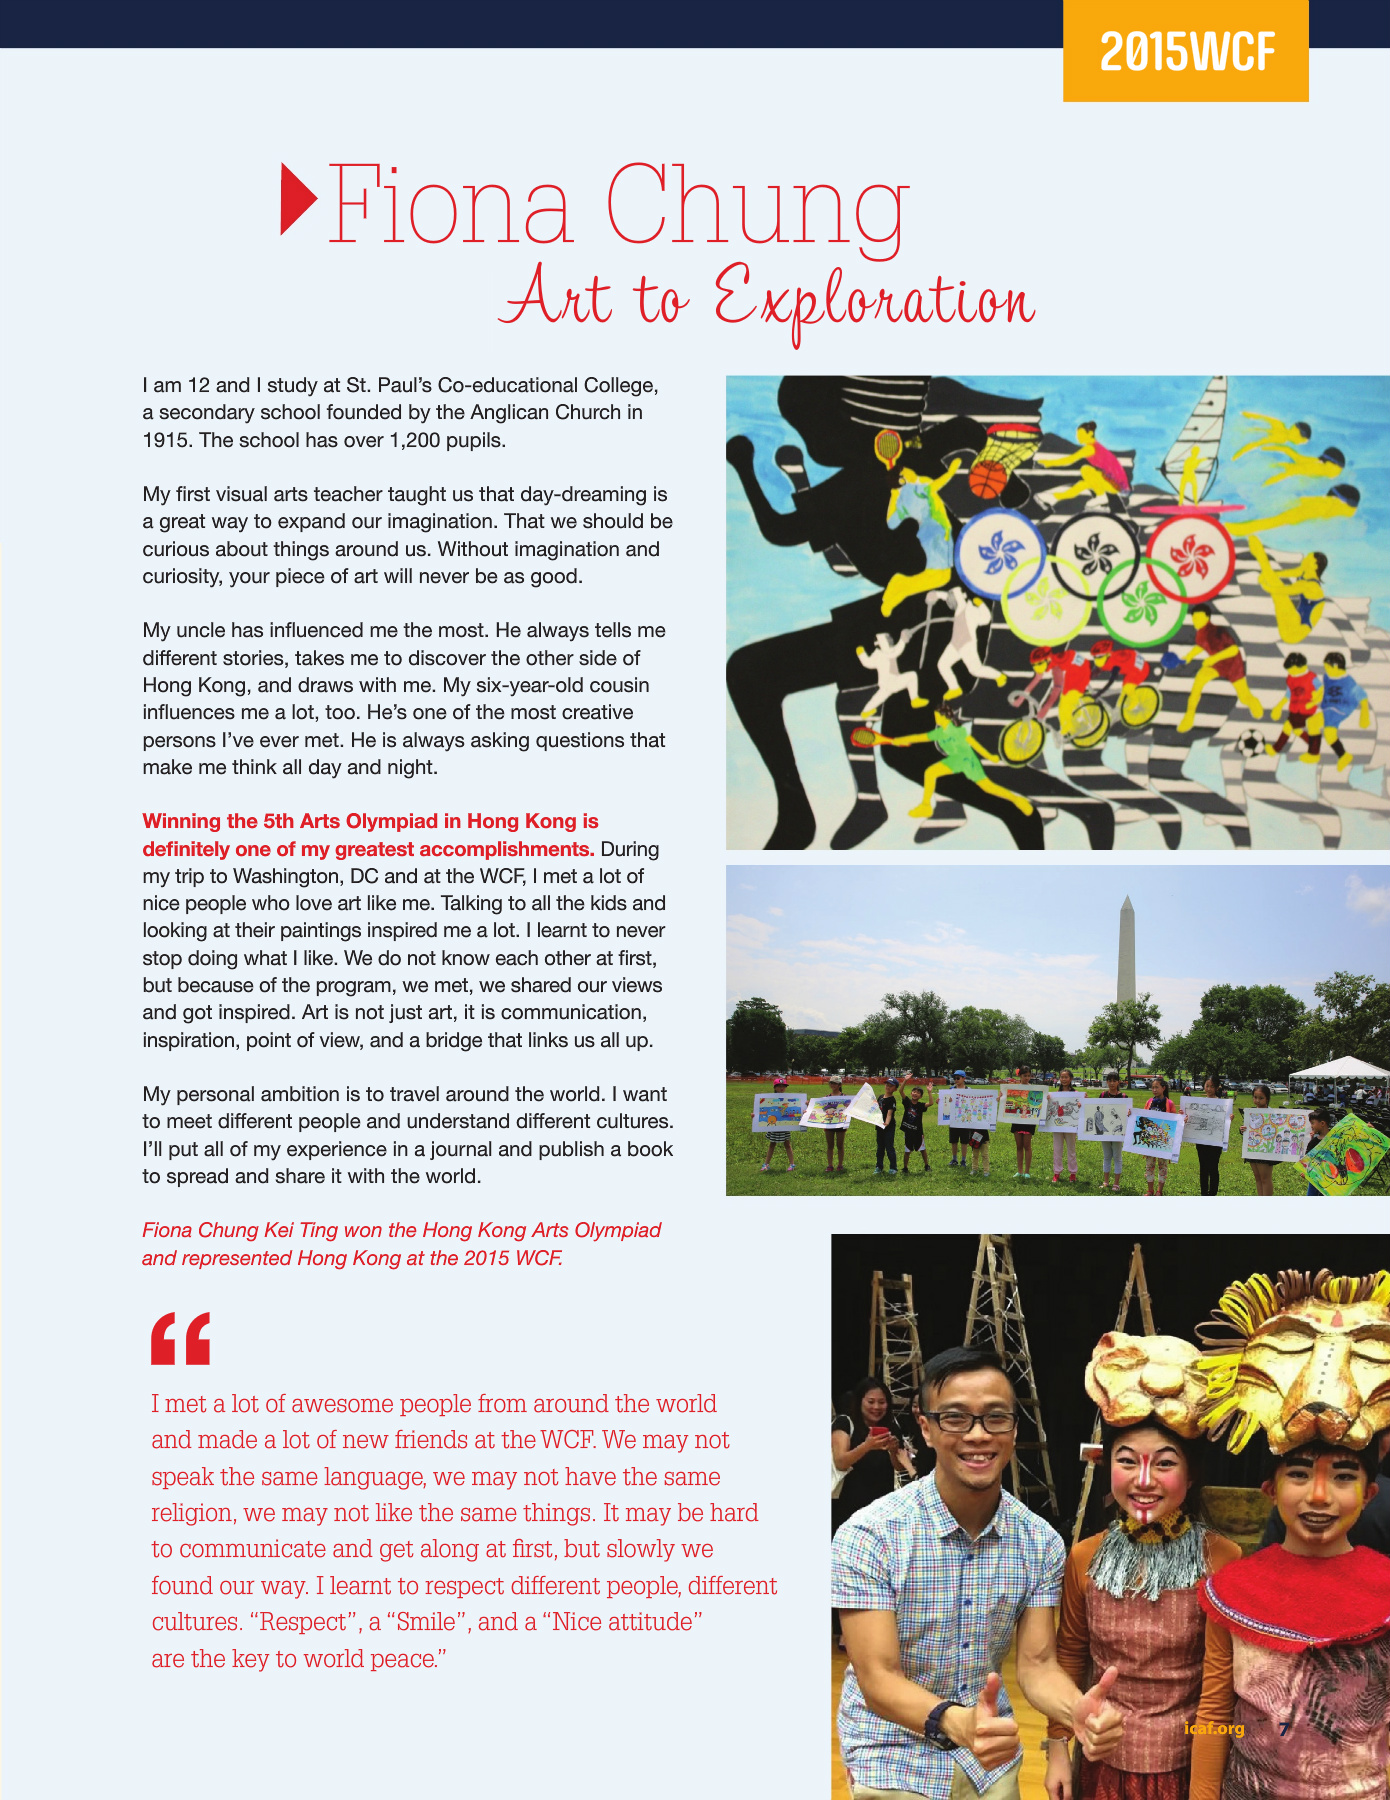 2015WCF
Fiona Chung
Art to Exploration
I am 12 and I study at St. Paul’s Co-educational College,
a secondary school founded by the Anglican Church in
1915. The school has over 1,200 pupils.
My first visual arts teacher taught us that day-dreaming is
a great way to expand our imagination. That we should be
curious about things around us. Without imagination and
curiosity, your piece of art will never be as good.
My uncle has influenced me the most. He always tells me
different stories, takes me to discover the other side of
Hong Kong, and draws with me. My six-year-old cousin
influences me a lot, too. He’s one of the most creative
persons I’ve ever met. He is always asking questions that
make me think all day and night.
Winning the 5th Arts Olympiad in Hong Kong is
definitely one of my greatest accomplishments. During
my trip to Washington, DC and at the WCF, I met a lot of
nice people who love art like me. Talking to all the kids and
looking at their paintings inspired me a lot. I learnt to never
stop doing what I like. We do not know each other at first,
but because of the program, we met, we shared our views
and got inspired. Art is not just art, it is communication,
inspiration, point of view, and a bridge that links us all up.
My personal ambition is to travel around the world. I want
to meet different people and understand different cultures.
I’ll put all of my experience in a journal and publish a book
to spread and share it with the world.
Fiona Chung Kei Ting won the Hong Kong Arts Olympiad
and represented Hong Kong at the 2015 WCF.
“
I met a lot of awesome people from around the world
and made a lot of new friends at the WCF. We may not
speak the same language, we may not have the same
religion, we may not like the same things. It may be hard
to communicate and get along at first, but slowly we
found our way. I learnt to respect different people, different
cultures. “Respect”, a “Smile”, and a “Nice attitude”
are the key to world peace.”
icaf.org 7